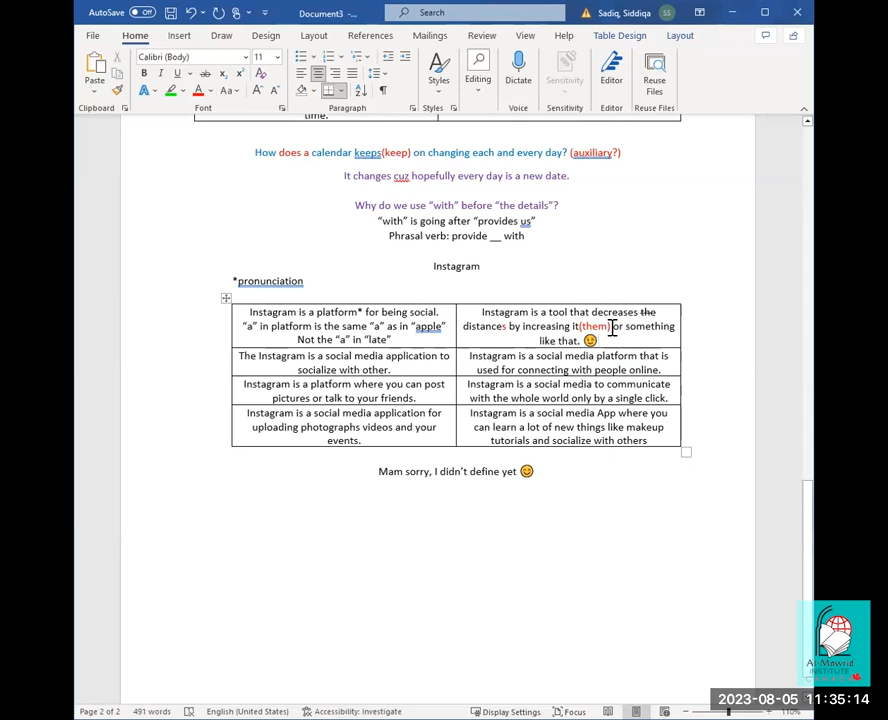 AutoSave Off Document3 -... Search Sadiq, Siddiqa SS
File Home Insert Draw Design Layout References Mailings Review View Help Table Design Layout
Calibri (Body) 11
Paste Styles Editing Dictate Sensitivity Editor Reuse Files
Clipboard Font Paragraph Styles Voice Sensitivity Editor Reuse Files
time.
How does a calendar keeps(keep) on changing each and every day? (auxiliary?)
It changes cuz hopefully every day is a new date.
Why do we use “with” before “the details”?
“with” is going after “provides us”
Phrasal verb: provide __ with
Instagram
*pronunciation
Instagram is a platform* for being social.
“a” in platform is the same “a” as in “apple”
Not the “a” in “late”
Instagram is a tool that decreases the
distances by increasing it(them) or something
like that. 😉
The Instagram is a social media application to
socialize with other.
Instagram is a social media platform that is
used for connecting with people online.
Instagram is a platform where you can post
pictures or talk to your friends.
Instagram is a social media to communicate
with the whole world only by a single click.
Instagram is a social media application for
uploading photographs videos and your
events.
Instagram is a social media App where you
can learn a lot of new things like makeup
tutorials and socialize with others
Mam sorry, I didn’t define yet 😊
Al-Mawrid
INSTITUTE
CANADA
2023-08-05 11:35:14
Page 2 of 2 491 words English (United States) Accessibility: Investigate Display Settings Focus 110%